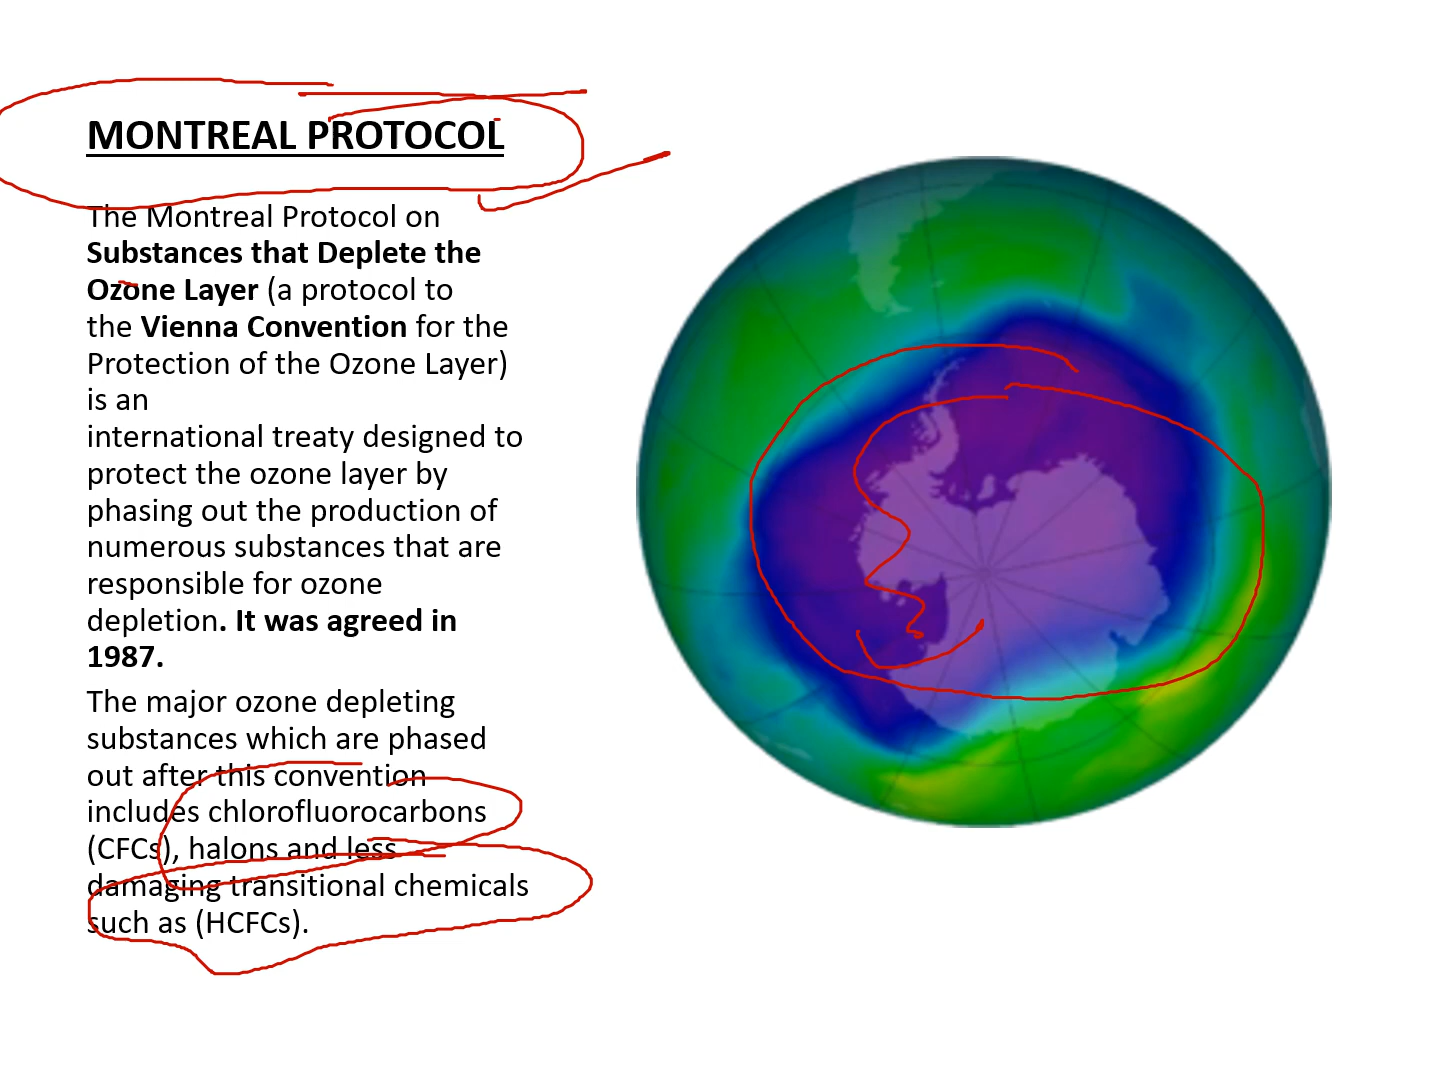 MONTREAL PROTOCOL
The Montreal Protocol on
Substances that Deplete the
Ozone Layer (a protocol to
the Vienna Convention for the
Protection of the Ozone Layer)
is an
international treaty designed to
protect the ozone layer by
phasing out the production of
numerous substances that are
responsible for ozone
depletion. It was agreed in
1987.
The major ozone depleting
substances which are phased
out after this convention
includes chlorofluorocarbons
(CFCs), halons and less
damaging transitional chemicals
such as (HCFCs).